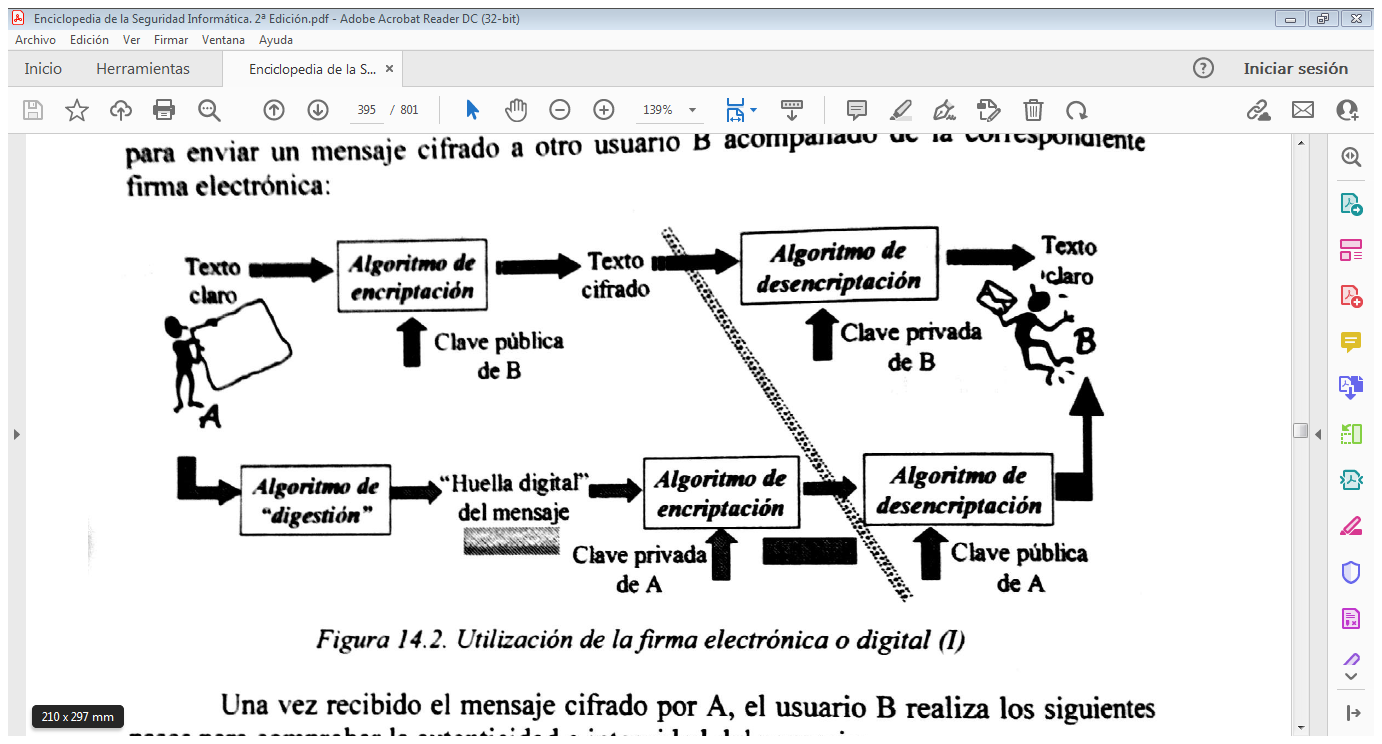 Enciclopedia de la Seguridad Informática. 2ª Edición.pdf - Adobe Acrobat Reader DC (32-bit)
Archivo Edición Ver Firmar Ventana Ayuda
Inicio Herramientas Enciclopedia de la S... × Iniciar sesión
395 / 801 139%
para enviar un mensaje cifrado a otro usuario B acompañado de la correspondiente
firma electrónica:
Texto
claro
Algoritmo de
encriptación
Texto
cifrado
Algoritmo de
desencriptación
Texto
claro
Clave pública
de B
Clave privada
de B
A
B
Algoritmo de
“digestión”
“Huella digital”
del mensaje
Algoritmo de
encriptación
Algoritmo de
desencriptación
Clave privada
de A
Clave pública
de A
Figura 14.2. Utilización de la firma electrónica o digital (I)
Una vez recibido el mensaje cifrado por A, el usuario B realiza los siguientes
210 x 297 mm